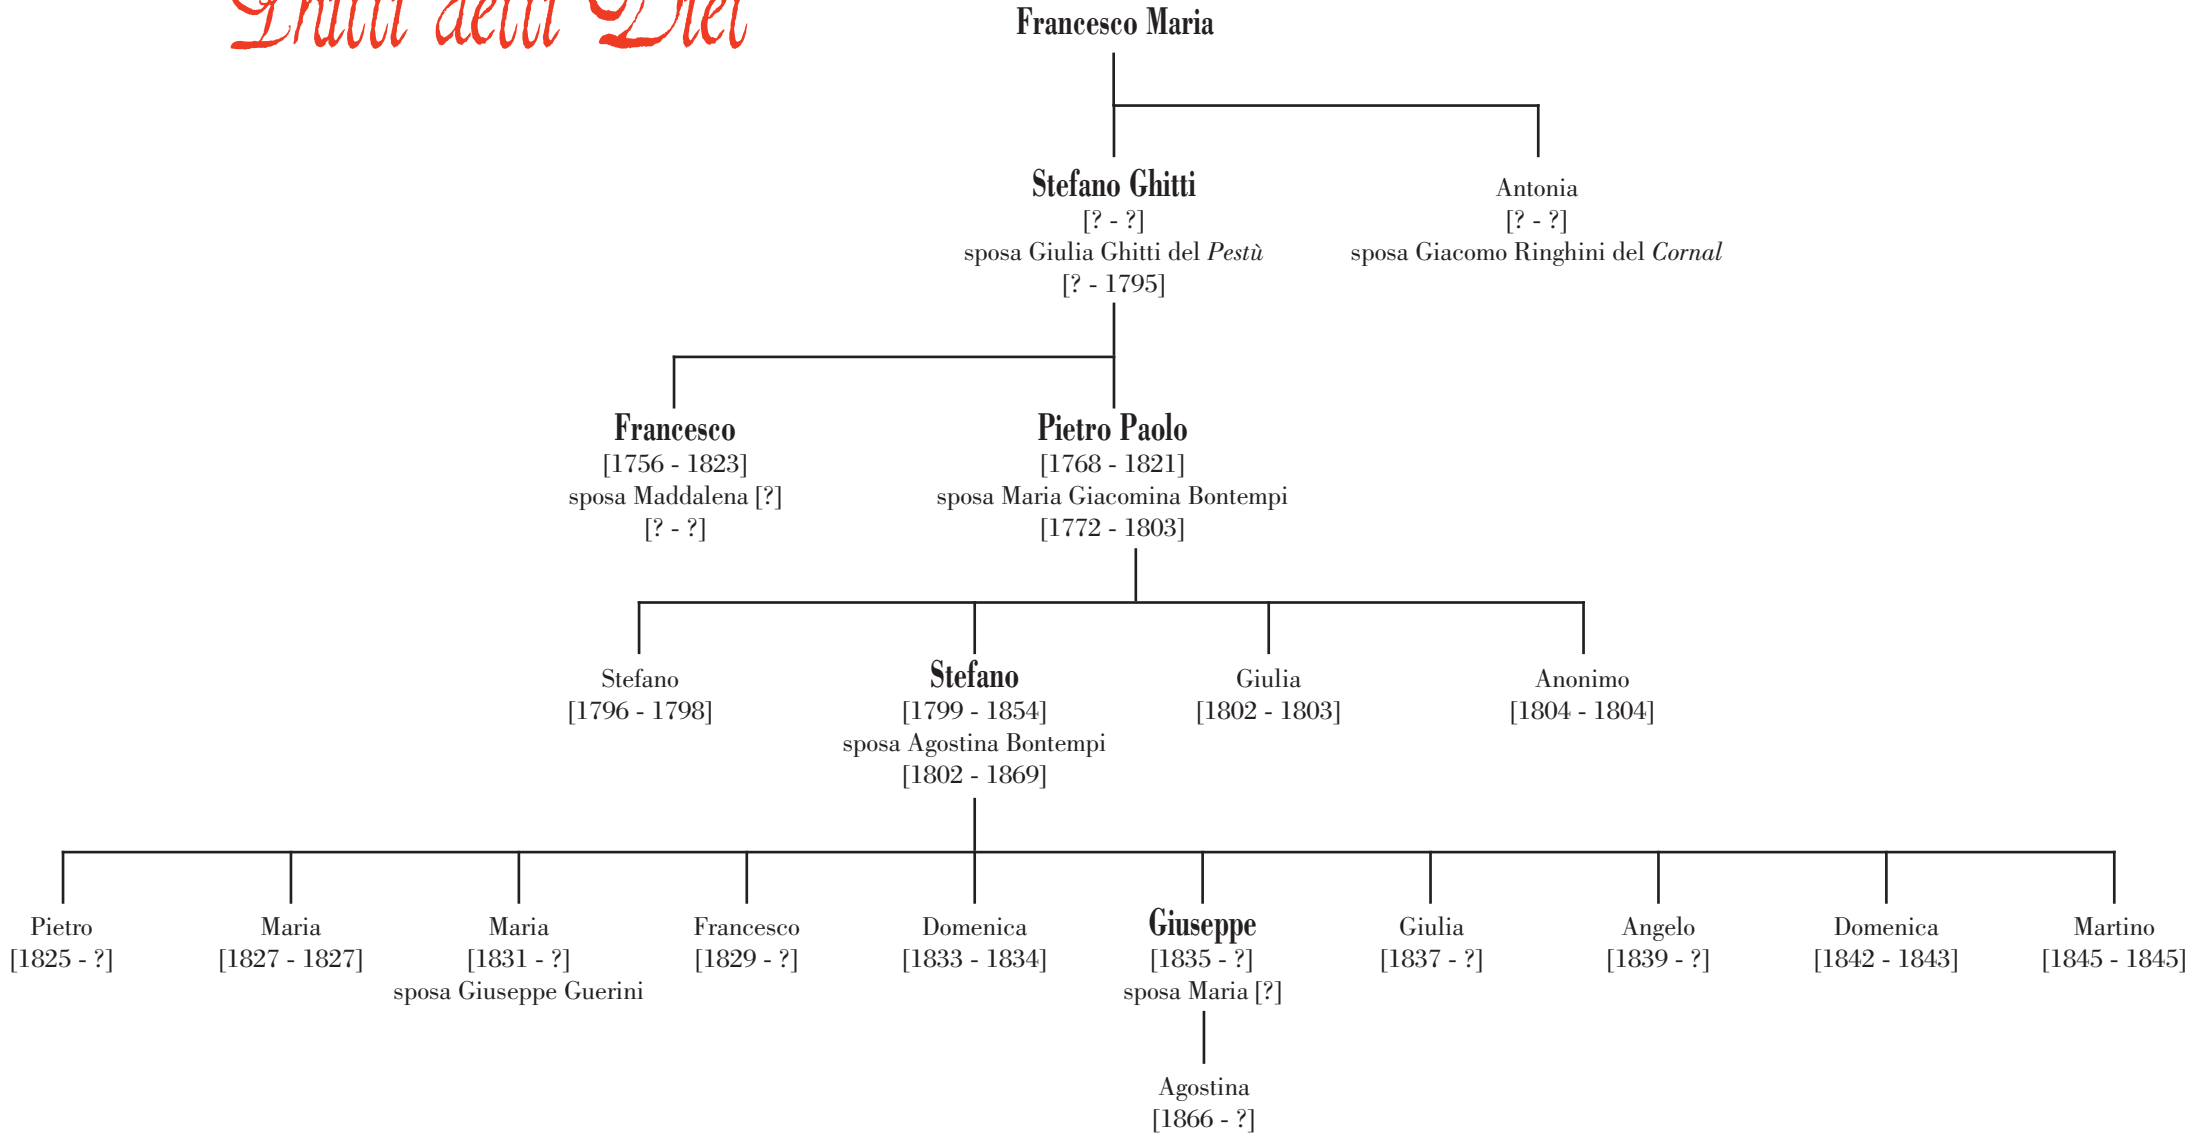 Ghitti detti Diei
Francesco Maria
Stefano Ghitti
[? - ?]
sposa Giulia Ghitti del Pestù
[? - 1795]
Antonia
[? - ?]
sposa Giacomo Ringhini del Cornal
Francesco
[1756 - 1823]
sposa Maddalena [?]
[? - ?]
Pietro Paolo
[1768 - 1821]
sposa Maria Giacomina Bontempi
[1772 - 1803]
Stefano
[1796 - 1798]
Stefano
[1799 - 1854]
sposa Agostina Bontempi
[1802 - 1869]
Giulia
[1802 - 1803]
Anonimo
[1804 - 1804]
Pietro
[1825 - ?]
Maria
[1827 - 1827]
Maria
[1831 - ?]
sposa Giuseppe Guerini
Francesco
[1829 - ?]
Domenica
[1833 - 1834]
Giuseppe
[1835 - ?]
sposa Maria [?]
Giulia
[1837 - ?]
Angelo
[1839 - ?]
Domenica
[1842 - 1843]
Martino
[1845 - 1845]
Agostina
[1866 - ?]